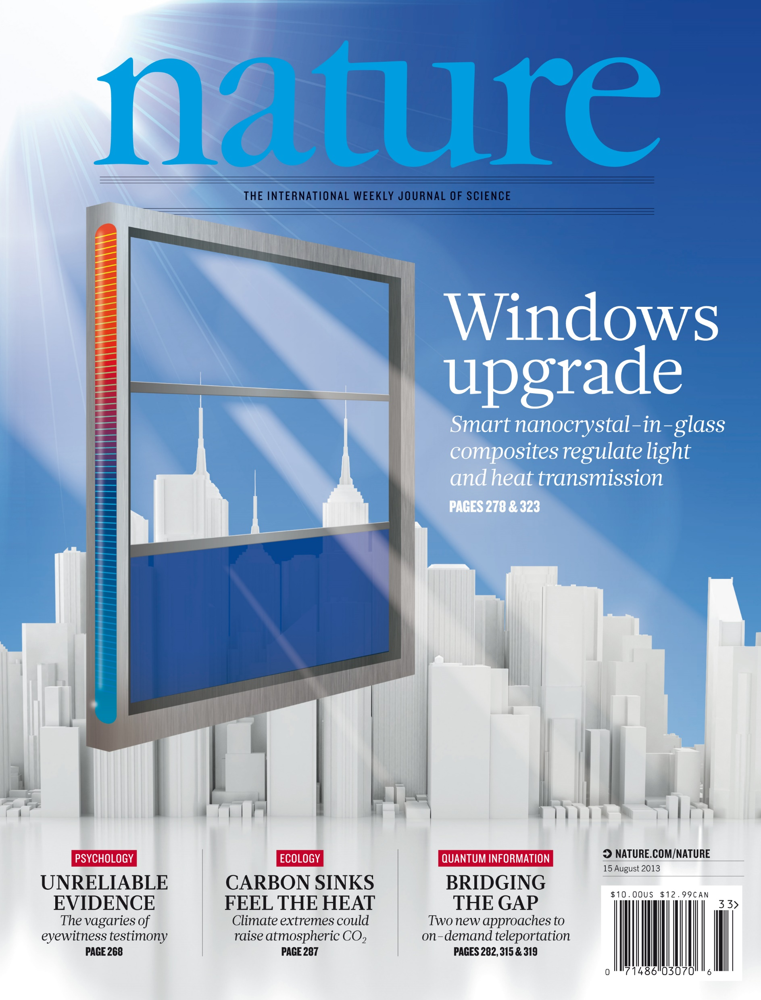 nature
THE INTERNATIONAL WEEKLY JOURNAL OF SCIENCE
Windows
upgrade
Smart nanocrystal-in-glass
composites regulate light
and heat transmission
PAGES 278 & 323
PSYCHOLOGY
UNRELIABLE
EVIDENCE
The vagaries of
eyewitness testimony
PAGE 268
ECOLOGY
CARBON SINKS
FEEL THE HEAT
Climate extremes could
raise atmospheric CO₂
PAGE 287
QUANTUM INFORMATION
BRIDGING
THE GAP
Two new approaches to
on-demand teleportation
PAGES 282, 315 & 319
NATURE.COM/NATURE
15 August 2013
$10.00US $12.99CAN
33>
0 71486 03070 6